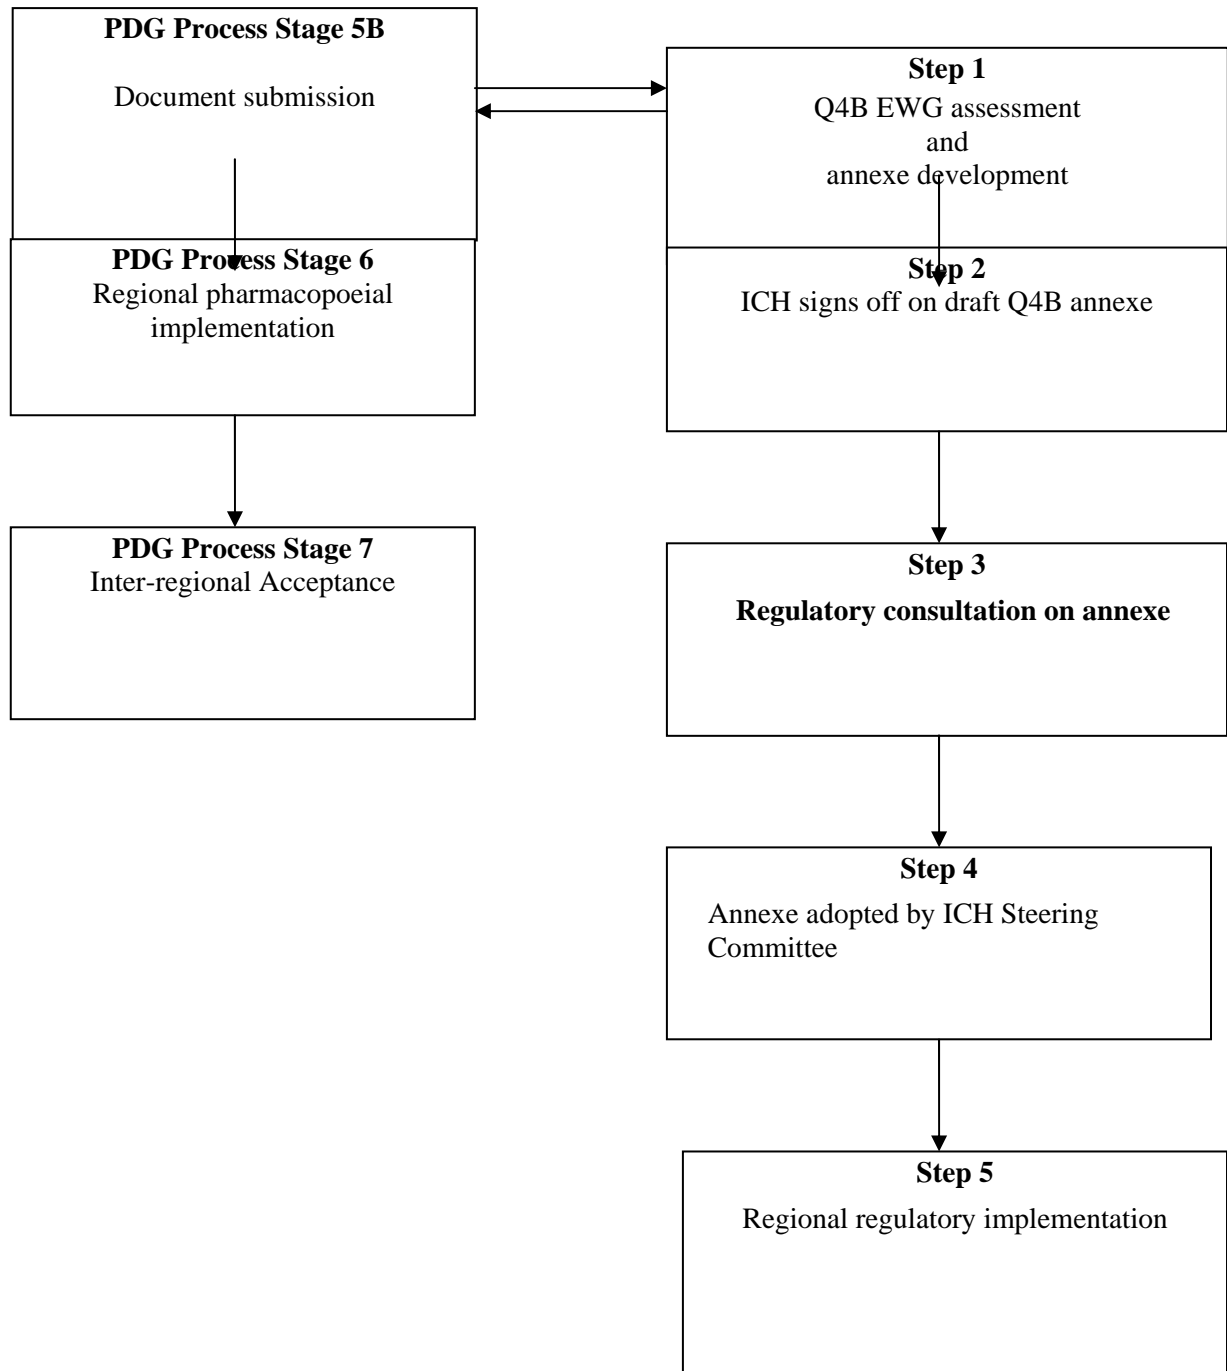 PDG Process Stage 5B
Document submission
PDG Process Stage 6
Regional pharmacopoeial
implementation
PDG Process Stage 7
Inter-regional Acceptance
Step 1
Q4B EWG assessment
and
annexe development
Step 2
ICH signs off on draft Q4B annexe
Step 3
Regulatory consultation on annexe
Step 4
Annexe adopted by ICH Steering
Committee
Step 5
Regional regulatory implementation